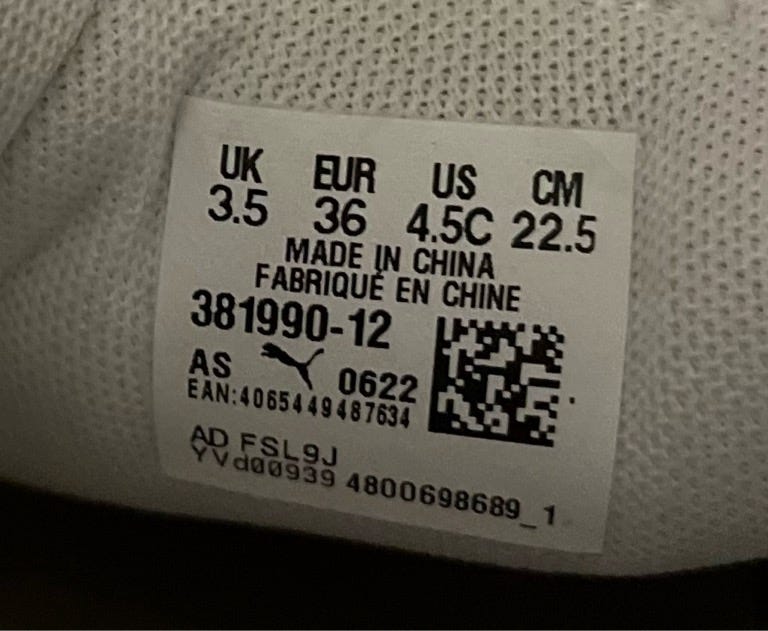 UK EUR US CM
3.5 36 4.5C 22.5
MADE IN CHINA
FABRIQUÉ EN CHINE
381990-12
AS 0622
EAN:4065449487634
AD FSL9J
YVd00939 4800698689_1